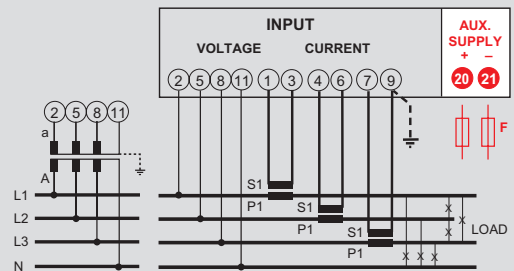 INPUT
AUX.
SUPPLY
VOLTAGE CURRENT
+ –
2 5 8 11 1 3 4 6 7 9
20 21
2 5 8 11
a
F
A
S1
L1
P1
S1
L2
P1
S1
LOAD
L3
P1
N